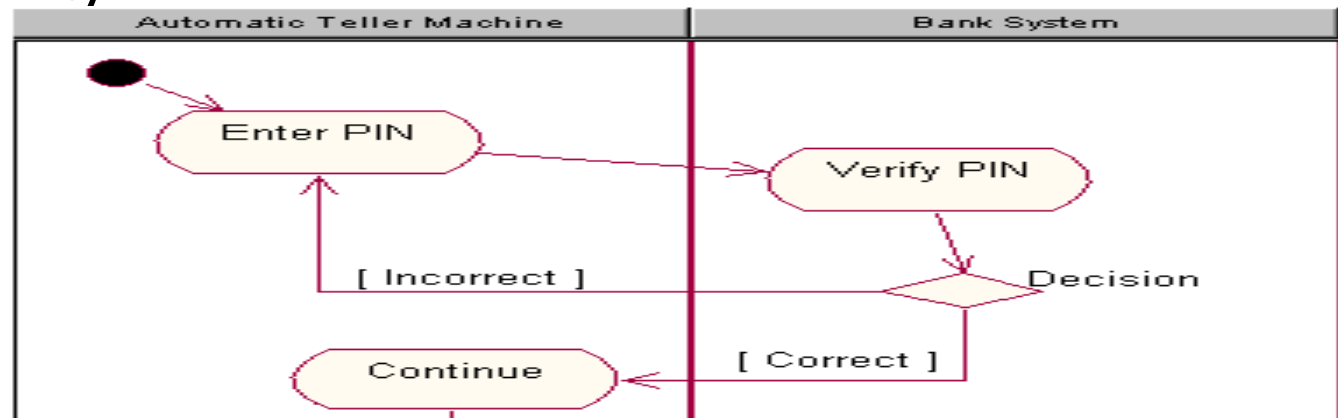 Automatic Teller Machine
Bank System
Enter PIN
Verify PIN
[ Incorrect ]
Decision
[ Correct ]
Continue